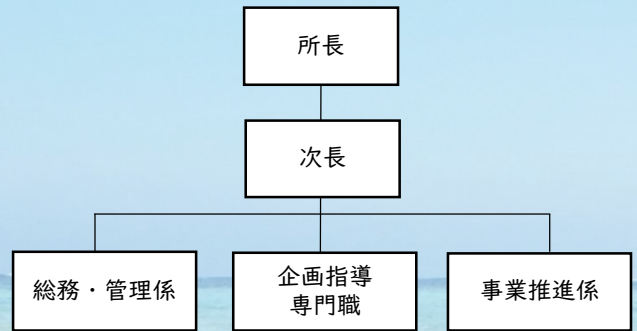 所長
次長
総務・管理係
企画指導
専門職
事業推進係